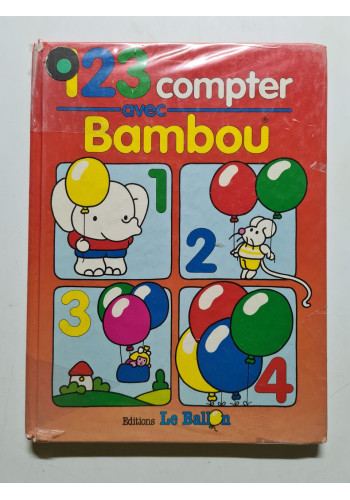 123 compter
avec
Bambou®
1
2
3
4
Editions Le Ballon